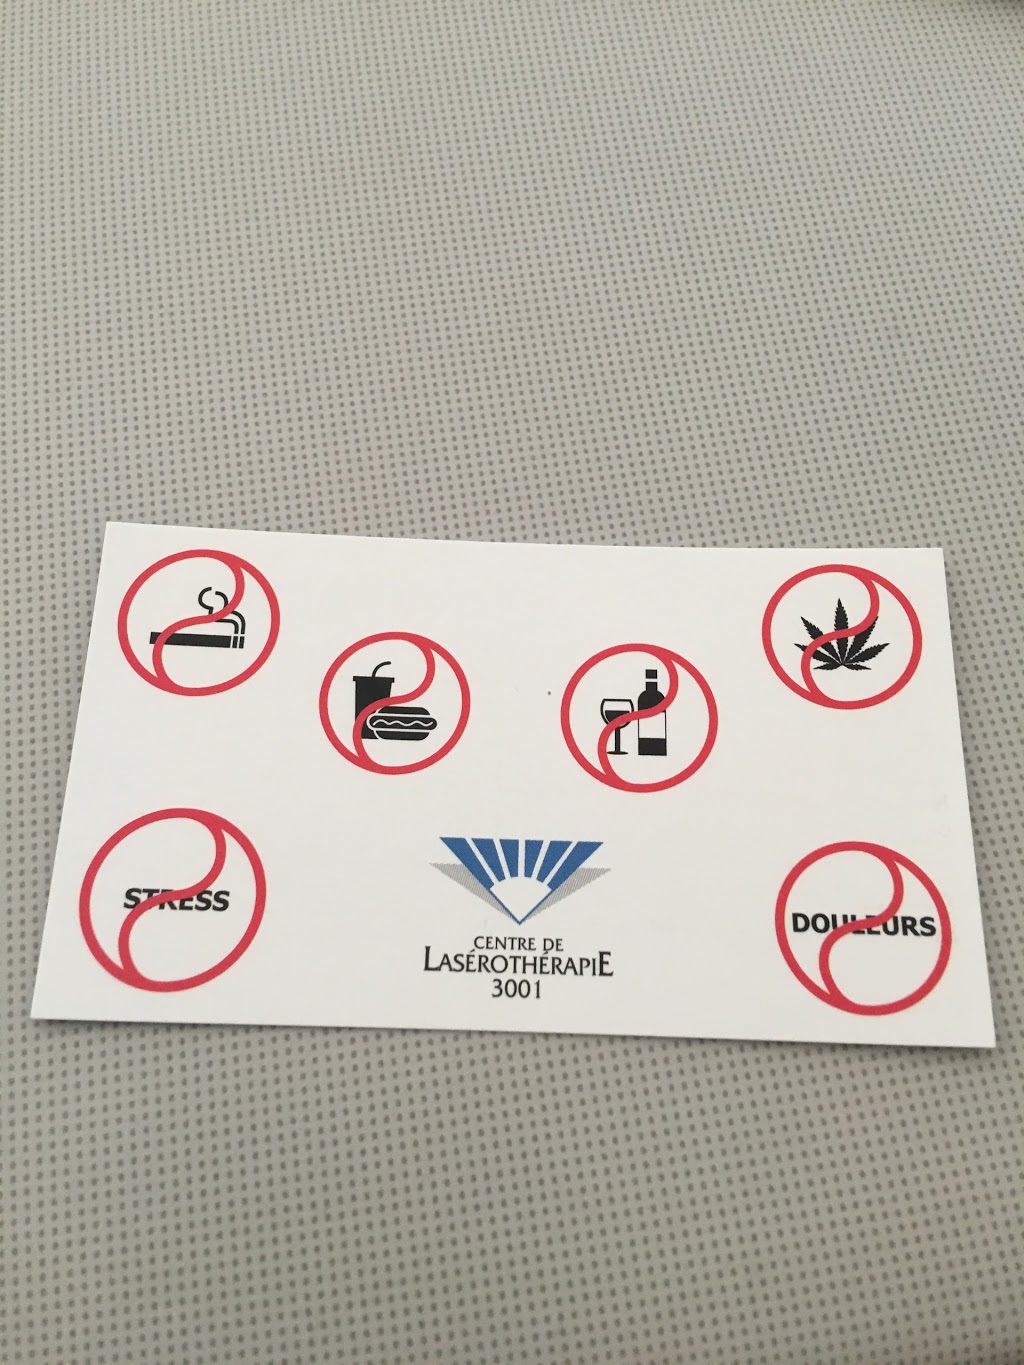 STRESS
DOULEURS
CENTRE DE
LASÉROTHÉRAPIE
3001